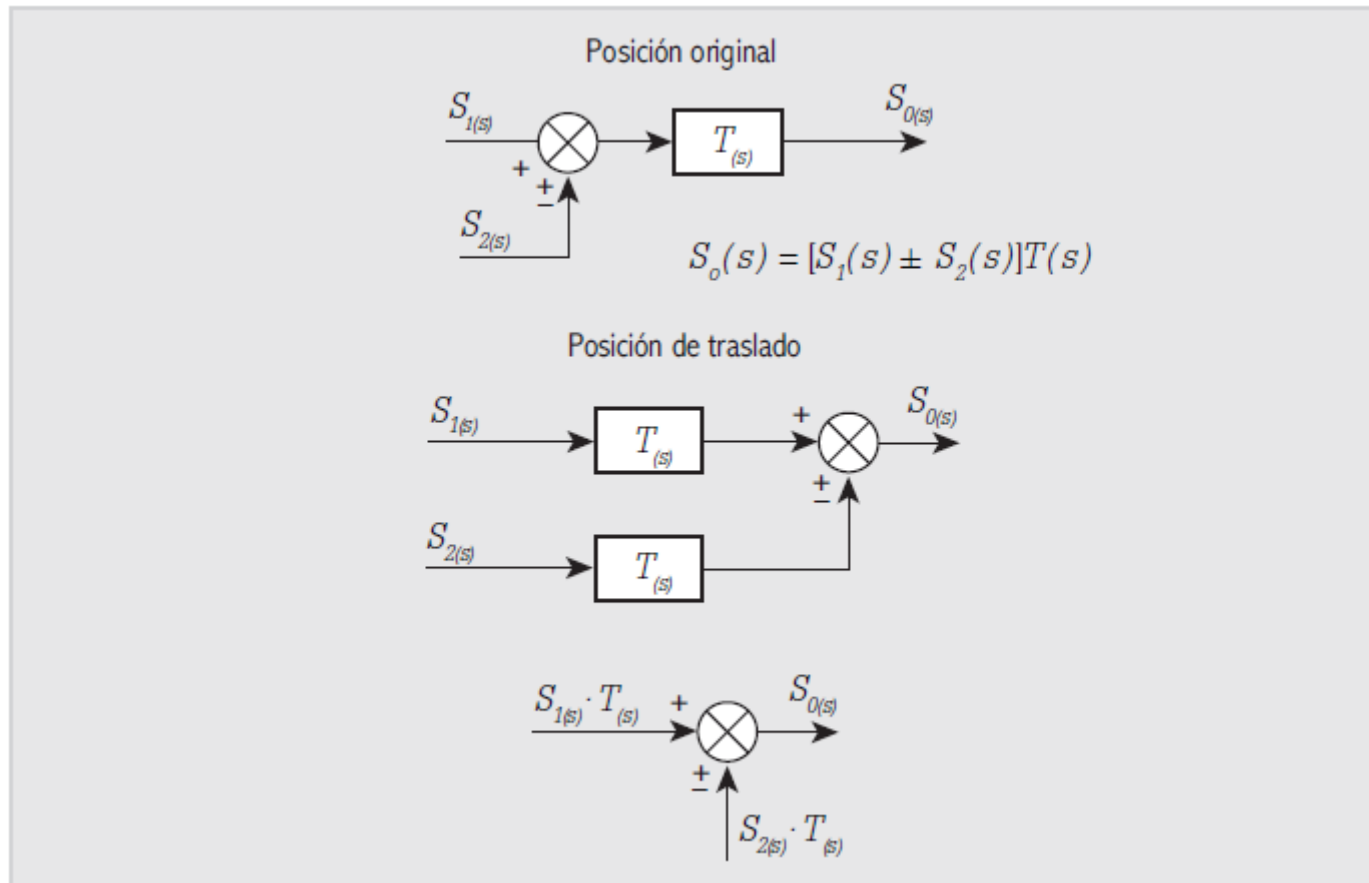 Posición original
S1(s)
S0(s)
T(s)
+
±
S2(s)
So(s) = [S1(s) ± S2(s)]T(s)
Posición de traslado
S1(s)
T(s)
+
S0(s)
±
S2(s)
T(s)
S1(s) · T(s)
+
S0(s)
±
S2(s) · T(s)